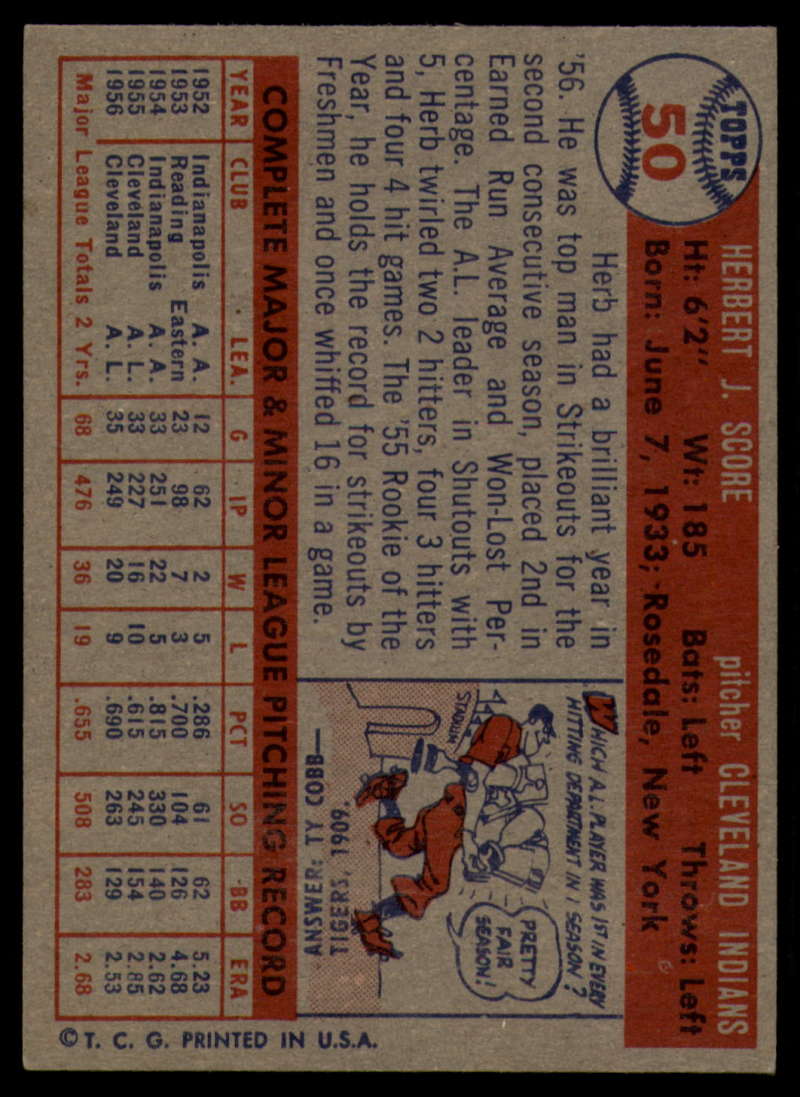 TOPPS
50
HERBERT J. SCORE pitcher CLEVELAND INDIANS
Ht: 6'2" Wt: 185 Bats: Left Throws: Left
Born: June 7, 1933; Rosedale, New York
Herb had a brilliant year in
'56. He was top man in Strikeouts for the
second consecutive season, placed 2nd in
Earned Run Average and Won-Lost Per-
centage. The A.L. leader in Shutouts with
5, Herb twirled two 2 hitters, four 3 hitters
and four 4 hit games. The '55 Rookie of the
Year, he holds the record for strikeouts by
Freshmen and once whiffed 16 in a game.
WHICH A.L. PLAYER WAS 1ST IN EVERY
HITTING DEPARTMENT IN 1 SEASON?
PRETTY
FAIR
SEASON!
STADIUM
ANSWER: TY COBB—
TIGERS, 1909
COMPLETE MAJOR & MINOR LEAGUE PITCHING RECORD
YEAR CLUB LEA. G IP W L PCT SO BB ERA
1952 Indianapolis A. A. 12 62 2 5 .286 61 62 5.23
1953 Reading Eastern 23 98 7 3 .700 104 126 4.68
1954 Indianapolis A. A. 33 251 22 5 .815 330 140 2.62
1955 Cleveland A. L. 33 227 16 10 .615 245 154 2.85
1956 Cleveland A. L. 35 249 20 9 .690 263 129 2.53
Major League Totals 2 Yrs. 68 476 36 19 .655 508 283 2.68
© T. C. G. PRINTED IN U.S.A.